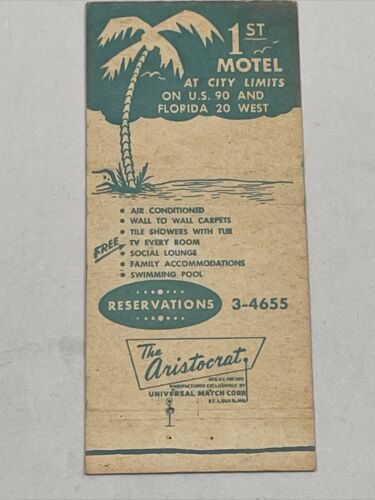 1ST
MOTEL
AT CITY LIMITS
ON U.S. 90 AND
FLORIDA 20 WEST
• AIR CONDITIONED
• WALL TO WALL CARPETS
• TILE SHOWERS WITH TUB
FREE TV EVERY ROOM
• SOCIAL LOUNGE
• FAMILY ACCOMMODATIONS
• SWIMMING POOL
RESERVATIONS 3-4655
The
Aristocrat
MANUFACTURED EXCLUSIVELY BY
UNIVERSAL MATCH CORP.
ST. LOUIS, MO.